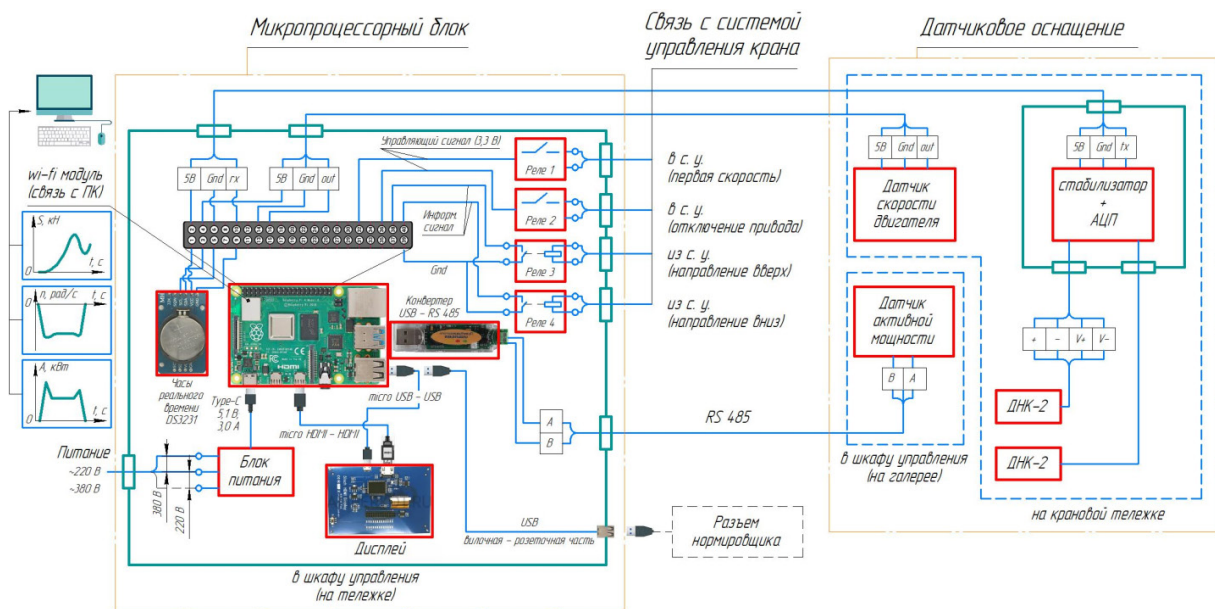 Микропроцессорный блок
Связь с системой
управления крана
Датчиковое оснащение
wi-fi модуль
(связь с ПК)
S, кН
0
t, с
n, рад/с
t, с
0
A, кВт
0
t, с
Питание
~220 В
~380 В
380 В
220 В
5В
Gnd
rx
5В
Gnd
out
Управляющий сигнал (3,3 В)
Информ.
сигнал
Gnd
Реле 1
Реле 2
Реле 3
Реле 4
в с. у.
(первая скорость)
в с. у.
(отключение привода)
из с. у.
(направление вверх)
из с. у.
(направление вниз)
Часы
реального
времени
DS3231
HDMI
Конвертер
USB - RS 485
Type-C
5,1 В,
3,0 А
micro USB - USB
micro HDMI - HDMI
Блок
питания
Дисплей
A
B
RS 485
USB
вилочная - розеточная часть
Разъем
нормировщика
в шкафу управления
(на тележке)
5В
Gnd
out
Датчик
скорости
двигателя
5В
Gnd
tx
стабилизатор
+
АЦП
Датчик
активной
мощности
B
A
в шкафу управления
(на галерее)
+
-
V+
V-
ДНК-2
ДНК-2
на крановой тележке